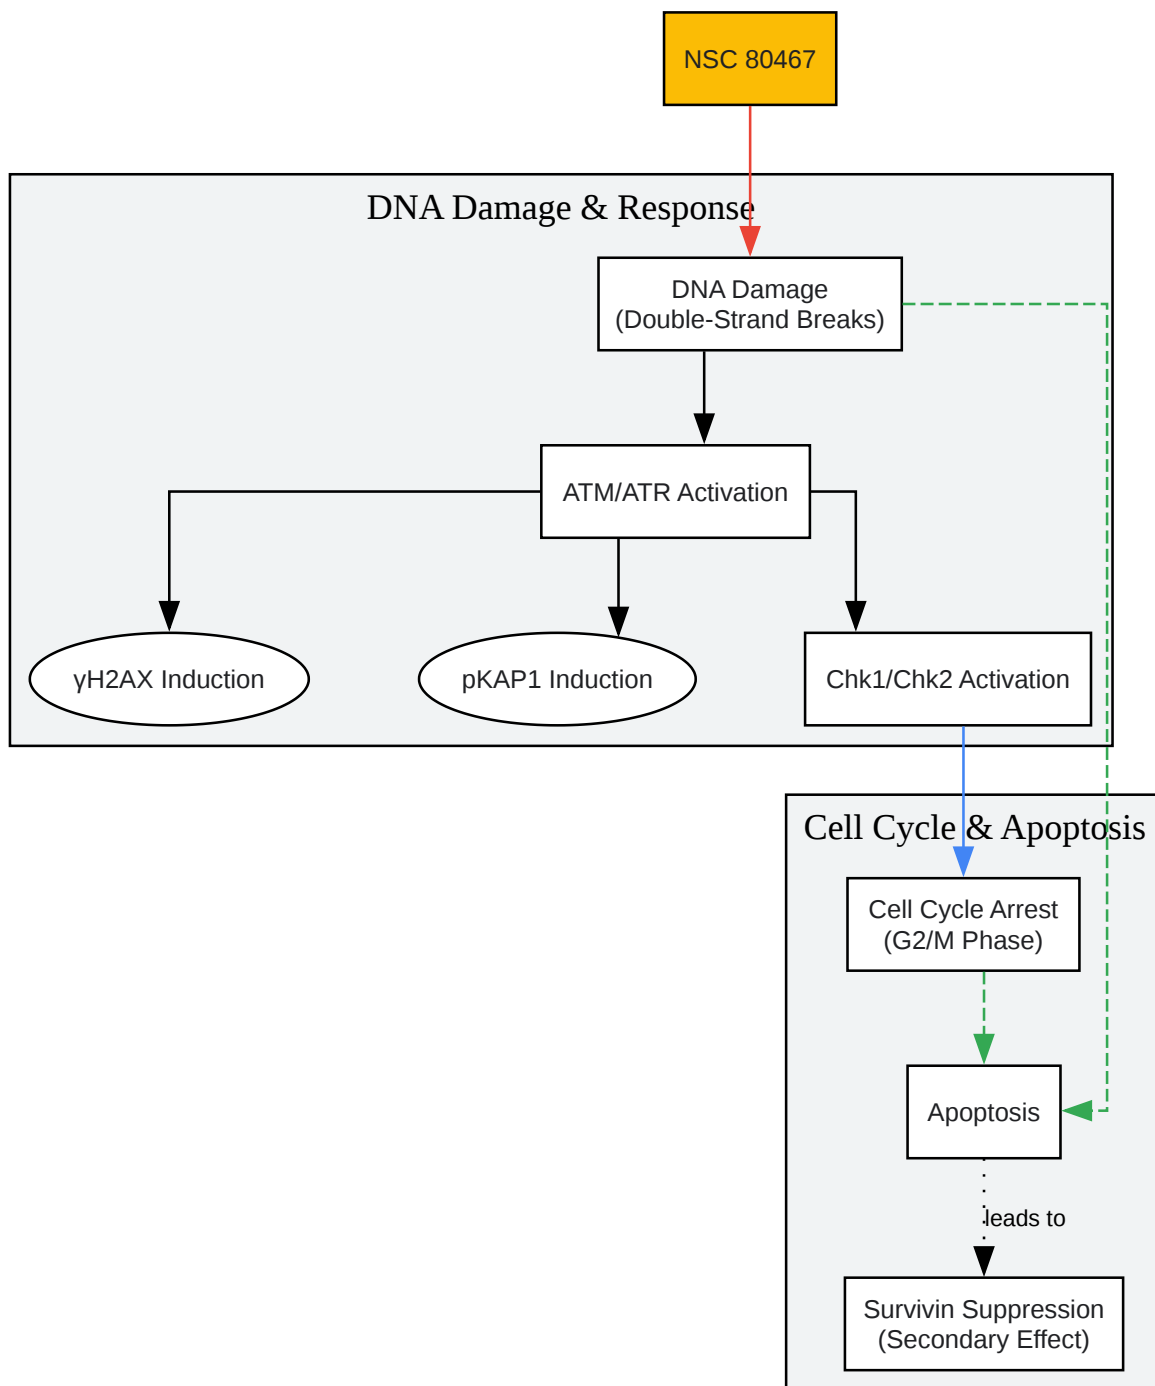 NSC 80467
DNA Damage & Response
DNA Damage
(Double-Strand Breaks)
ATM/ATR Activation
γH2AX Induction
pKAP1 Induction
Chk1/Chk2 Activation
Cell Cycle & Apoptosis
Cell Cycle Arrest
(G2/M Phase)
Apoptosis
leads to
Survivin Suppression
(Secondary Effect)